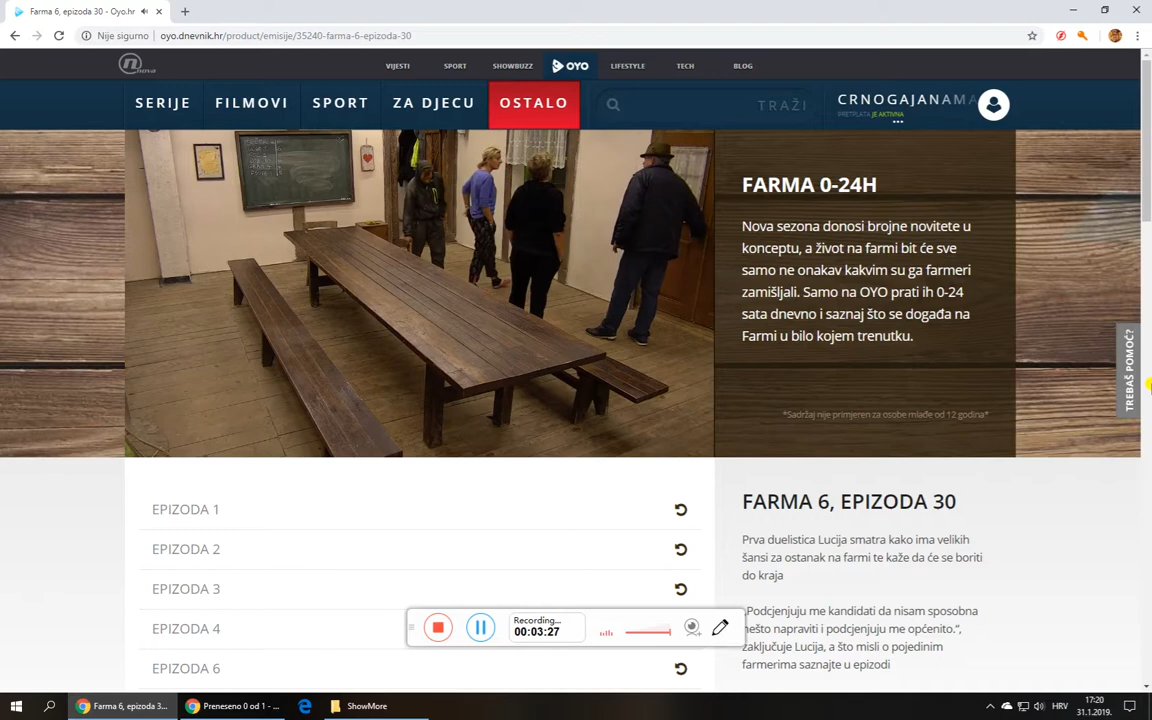 Farma 6, epizoda 30 - Oyo.hr
Nije sigurno
oyo.dnevnik.hr/product/emisije/35240-farma-6-epizoda-30
nova
VIJESTI
SPORT
SHOWBUZZ
OYO
LIFESTYLE
TECH
BLOG
SERIJE
FILMOVI
SPORT
ZA DJECU
OSTALO
TRAŽI
CRNOGAJANAMA
PRETPLATA JE AKTIVNA
FARMA 0-24H
Nova sezona donosi brojne novitete u
konceptu, a život na farmi bit će sve
samo ne onakav kakvim su ga farmeri
zamišljali. Samo na OYO prati ih 0-24
sata dnevno i saznaj što se događa na
Farmi u bilo kojem trenutku.
*Sadržaj nije primjeren za osobe mlađe od 12 godina*
TREBAŠ POMOĆ?
EPIZODA 1
EPIZODA 2
EPIZODA 3
EPIZODA 4
EPIZODA 6
FARMA 6, EPIZODA 30
Prva duelistica Lucija smatra kako ima velikih
šansi za ostanak na farmi te kaže da će se boriti
do kraja
„Podcjenjuju me kandidati da nisam sposobna
nešto napraviti i podcjenjuju me općenito.“,
zaključuje Lucija, a što misli o pojedinim
farmerima saznajte u epizodi
Recording...
00:03:27
Farma 6, epizoda 3...
Preneseno 0 od 1 - ...
ShowMore
HRV
17:20
31.1.2019.